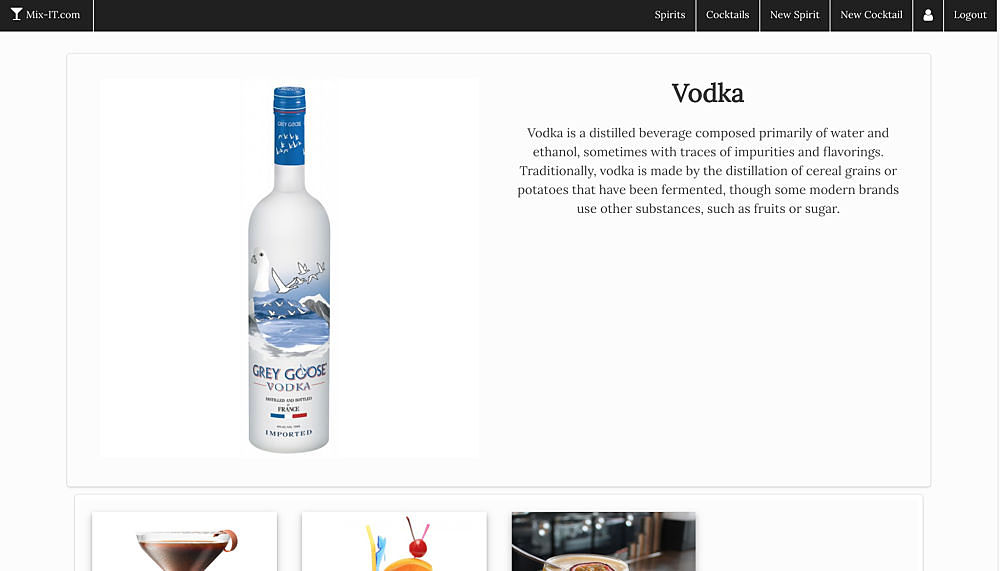 Mix-IT.com
Spirits
Cocktails
New Spirit
New Cocktail
Logout
Vodka
Vodka is a distilled beverage composed primarily of water and
ethanol, sometimes with traces of impurities and flavorings.
Traditionally, vodka is made by the distillation of cereal grains or
potatoes that have been fermented, though some modern brands
use other substances, such as fruits or sugar.
GREY GOOSE
GREY GOOSE
VODKA
DISTILLED AND BOTTLED
FRANCE
IMPORTED